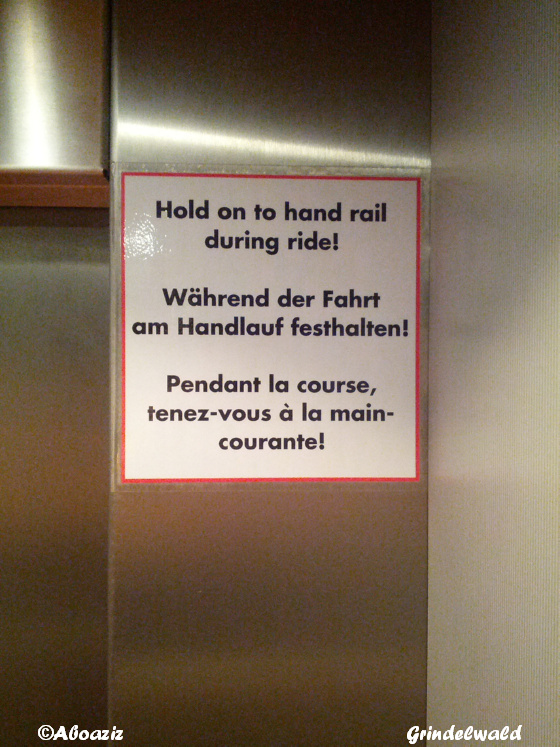 Hold on to hand rail
during ride!
Während der Fahrt
am Handlauf festhalten!
Pendant la course,
tenez-vous à la main-
courante!
©Aboaziz
Grindelwald